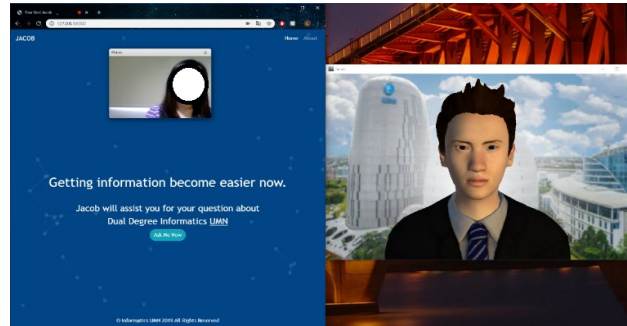 JACOB
Home About
Getting information become easier now.
Jacob will assist you for your question about
Dual Degree Informatics UMN
Ask Me Now
© Informatics UMN 2019 All Rights Reserved
UMN